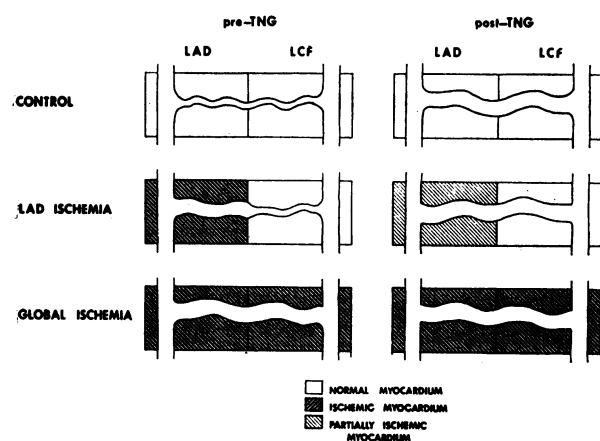 pre-TNG post-TNG
LAD LCF LAD LCF
CONTROL
LAD ISCHEMIA
GLOBAL ISCHEMIA
NORMAL MYOCARDIUM
ISCHEMIC MYOCARDIUM
PARTIALLY ISCHEMIC
MYOCARDIUM